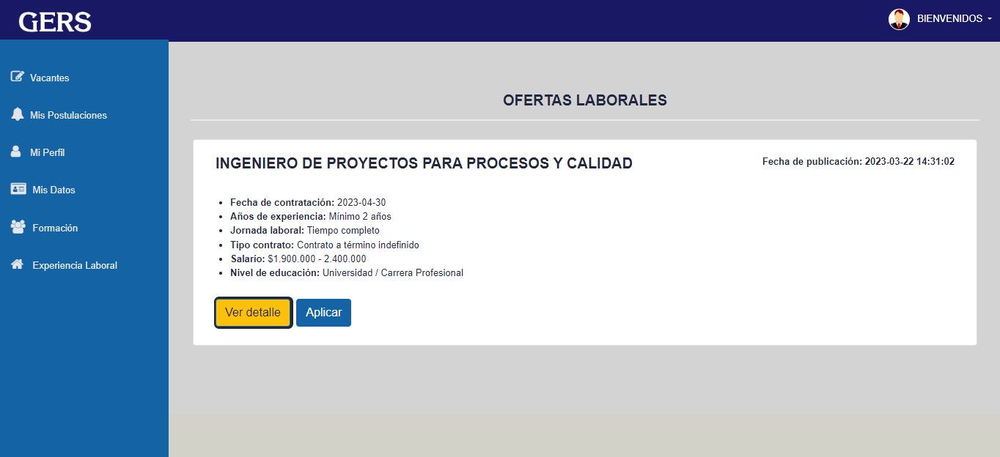 GERS
BIENVENIDOS
Vacantes
Mis Postulaciones
Mi Perfil
Mis Datos
Formación
Experiencia Laboral
OFERTAS LABORALES
INGENIERO DE PROYECTOS PARA PROCESOS Y CALIDAD
Fecha de publicación: 2023-03-22 14:31:02
Fecha de contratación: 2023-04-30
Años de experiencia: Mínimo 2 años
Jornada laboral: Tiempo completo
Tipo contrato: Contrato a término indefinido
Salarío: $1.900.000 - 2.400.000
Nivel de educación: Universidad / Carrera Profesional
Ver detalle
Aplicar